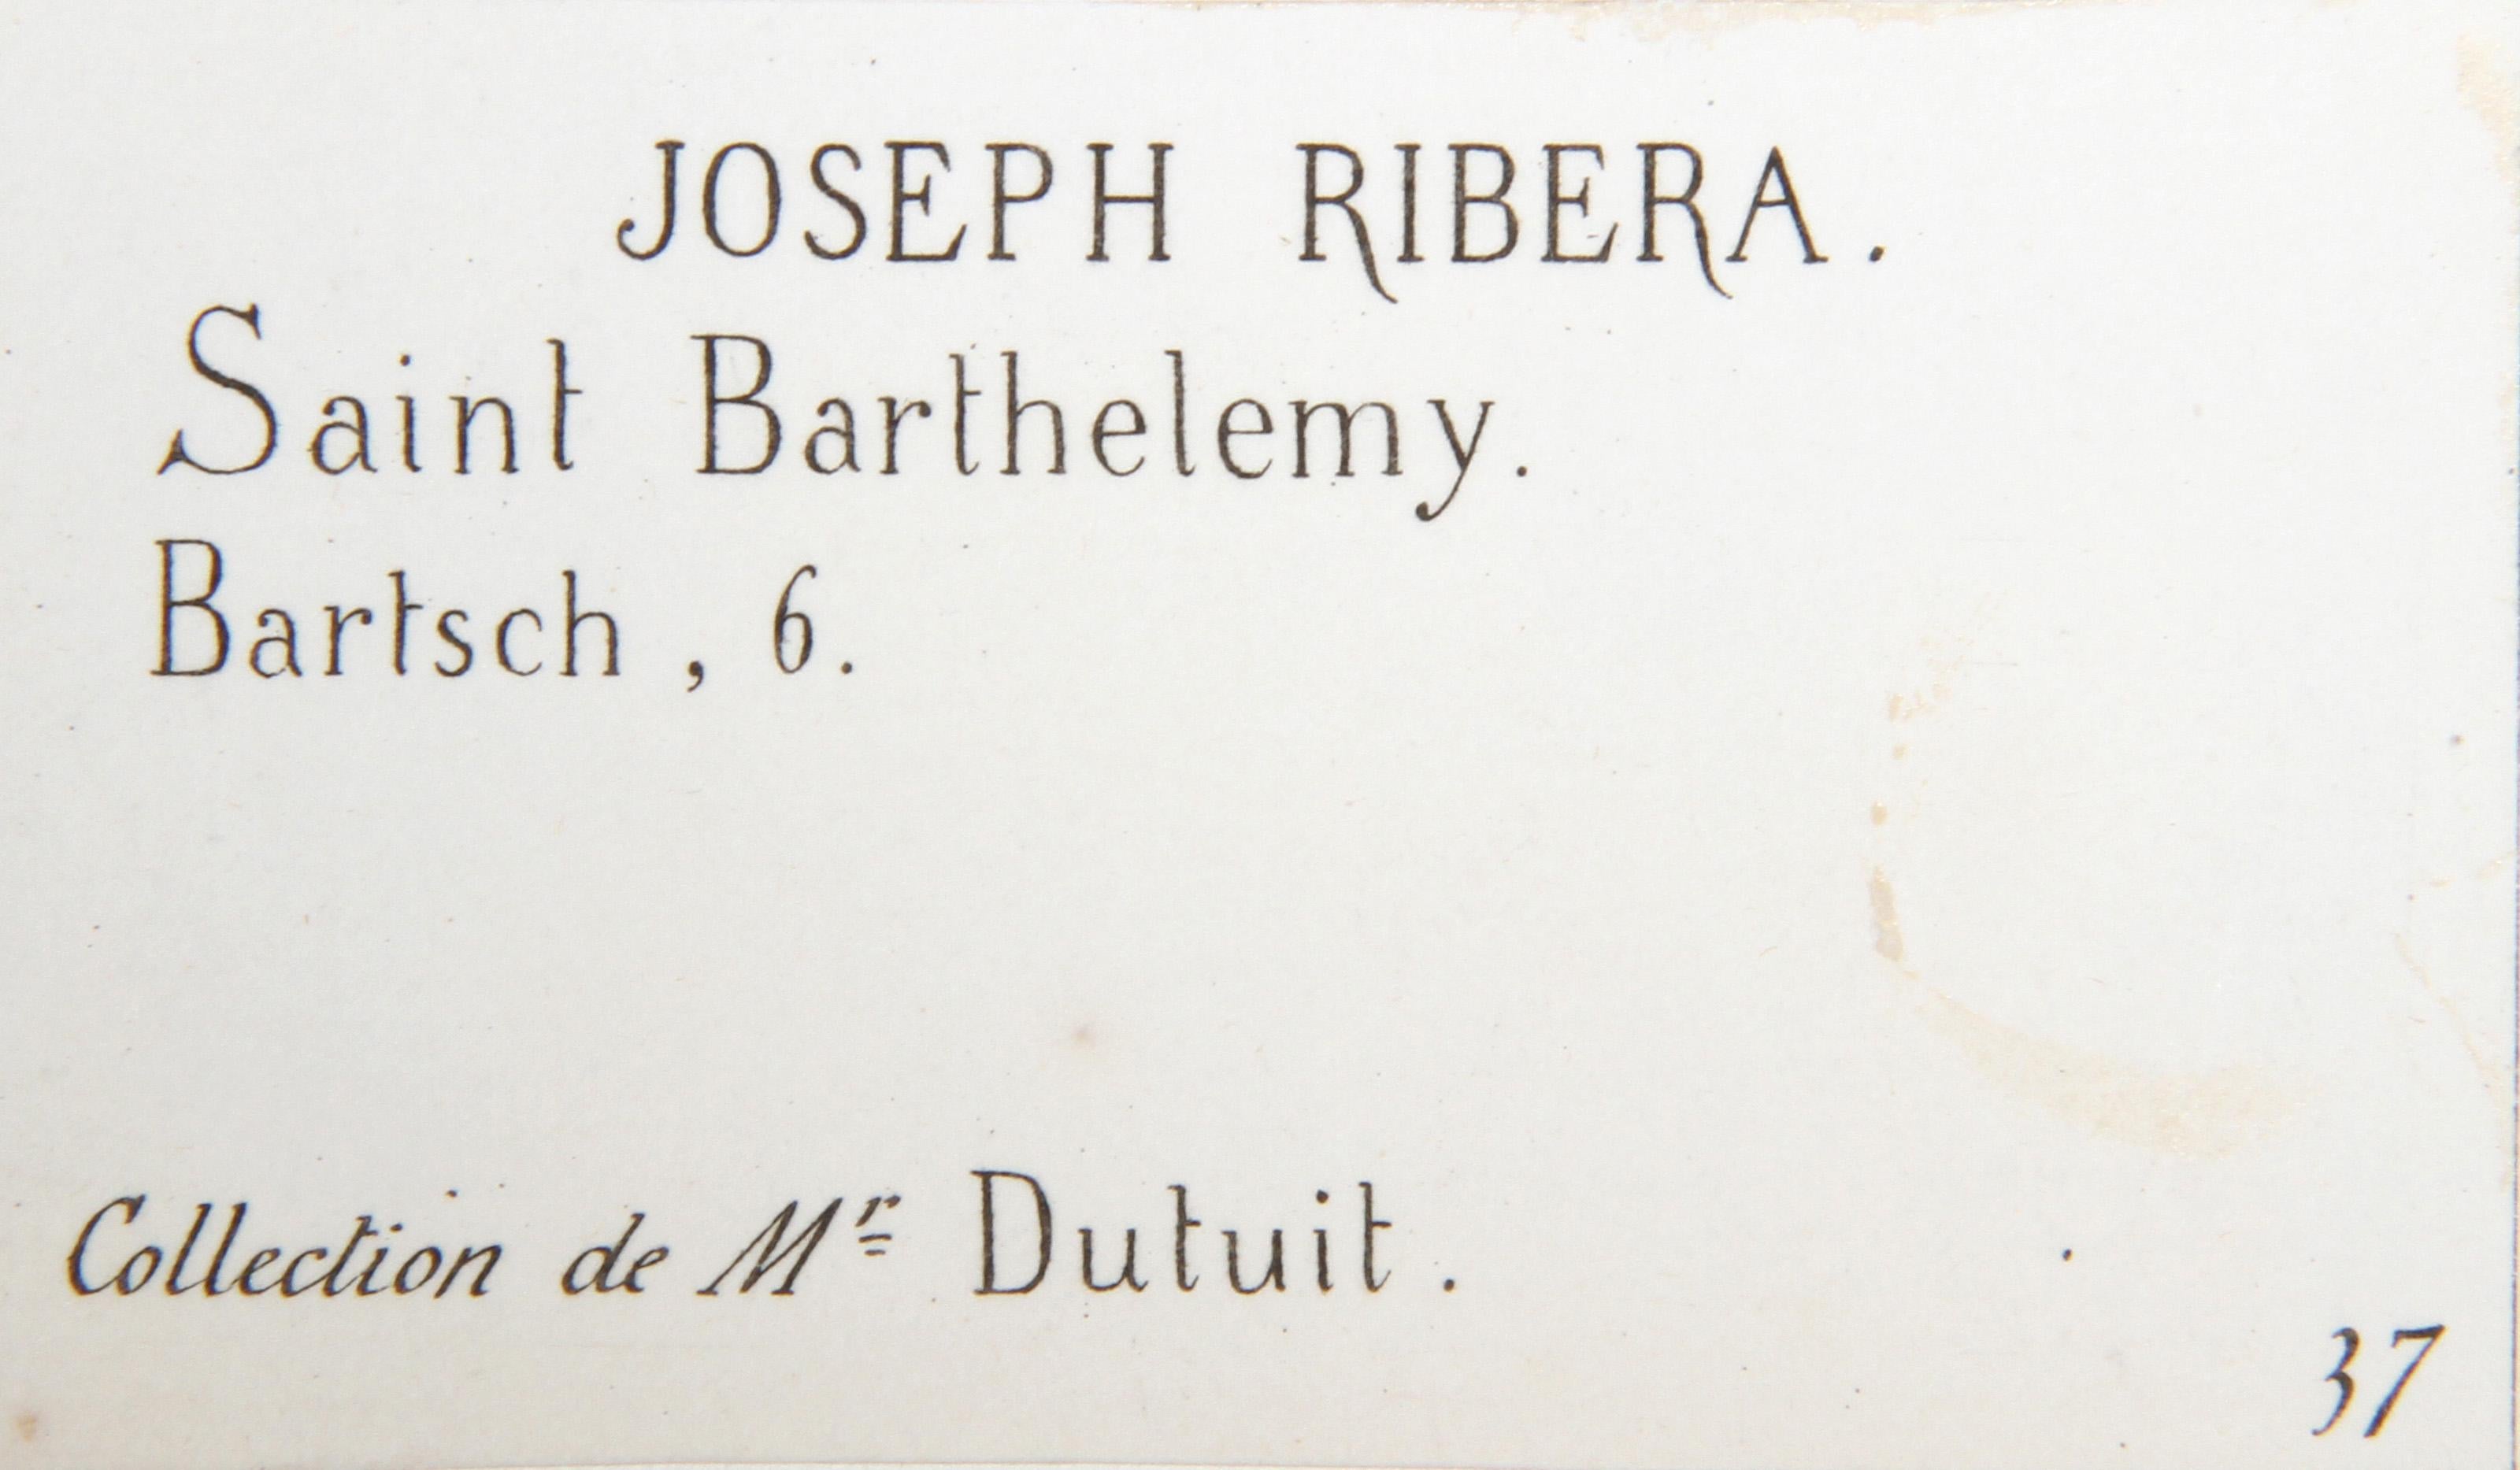 JOSEPH RIBERA.
Saint Barthelemy.
Bartsch, 6.
Collection de Mr Dutuit.
37